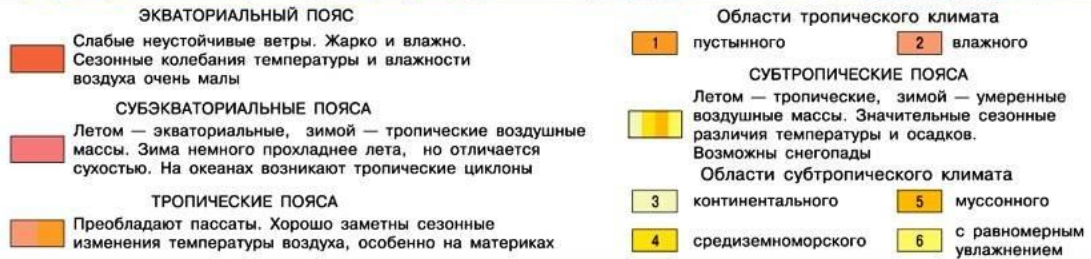 ЭКВАТОРИАЛЬНЫЙ ПОЯС
Слабые неустойчивые ветры. Жарко и влажно.
Сезонные колебания температуры и влажности
воздуха очень малы
СУБЭКВАТОРИАЛЬНЫЕ ПОЯСА
Летом — экваториальные, зимой — тропические воздушные
массы. Зима немного прохладнее лета, но отличается
сухостью. На океанах возникают тропические циклоны
ТРОПИЧЕСКИЕ ПОЯСА
Преобладают пассаты. Хорошо заметны сезонные
изменения температуры воздуха, особенно на материках
Области тропического климата
1 пустынного 2 влажного
СУБТРОПИЧЕСКИЕ ПОЯСА
Летом — тропические, зимой — умеренные
воздушные массы. Значительные сезонные
различия температуры и осадков.
Возможны снегопады
Области субтропического климата
3 континентального 5 муссонного
4 средиземноморского 6 с равномерным
увлажнением